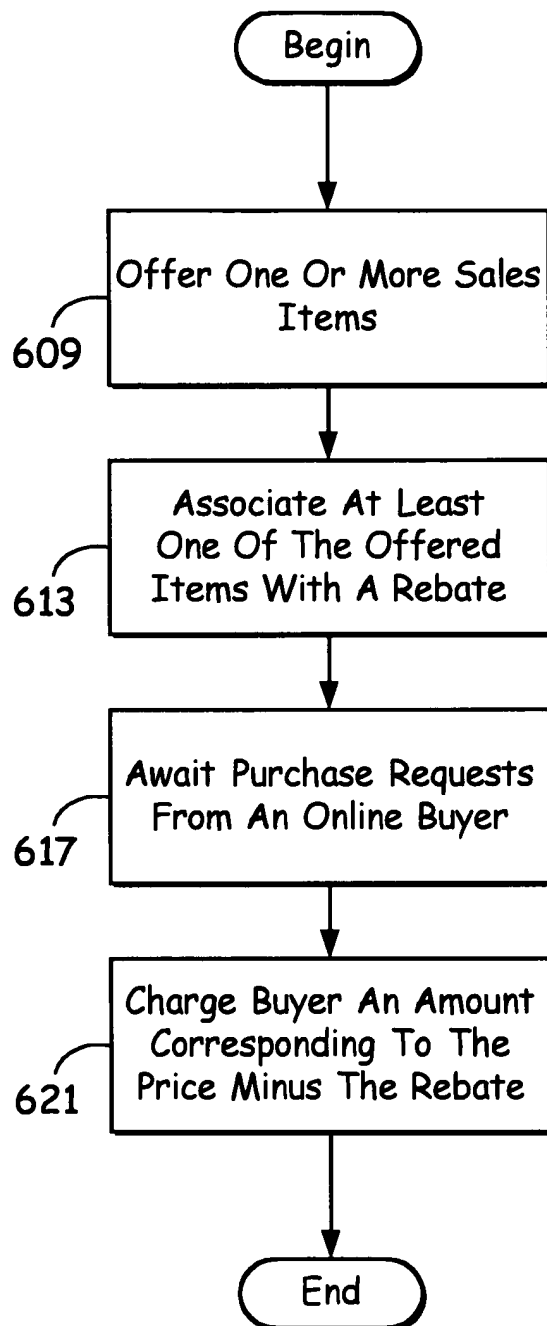 Begin
Offer One Or More Sales
Items
609
Associate At Least
One Of The Offered
Items With A Rebate
613
Await Purchase Requests
From An Online Buyer
617
Charge Buyer An Amount
Corresponding To The
Price Minus The Rebate
621
End